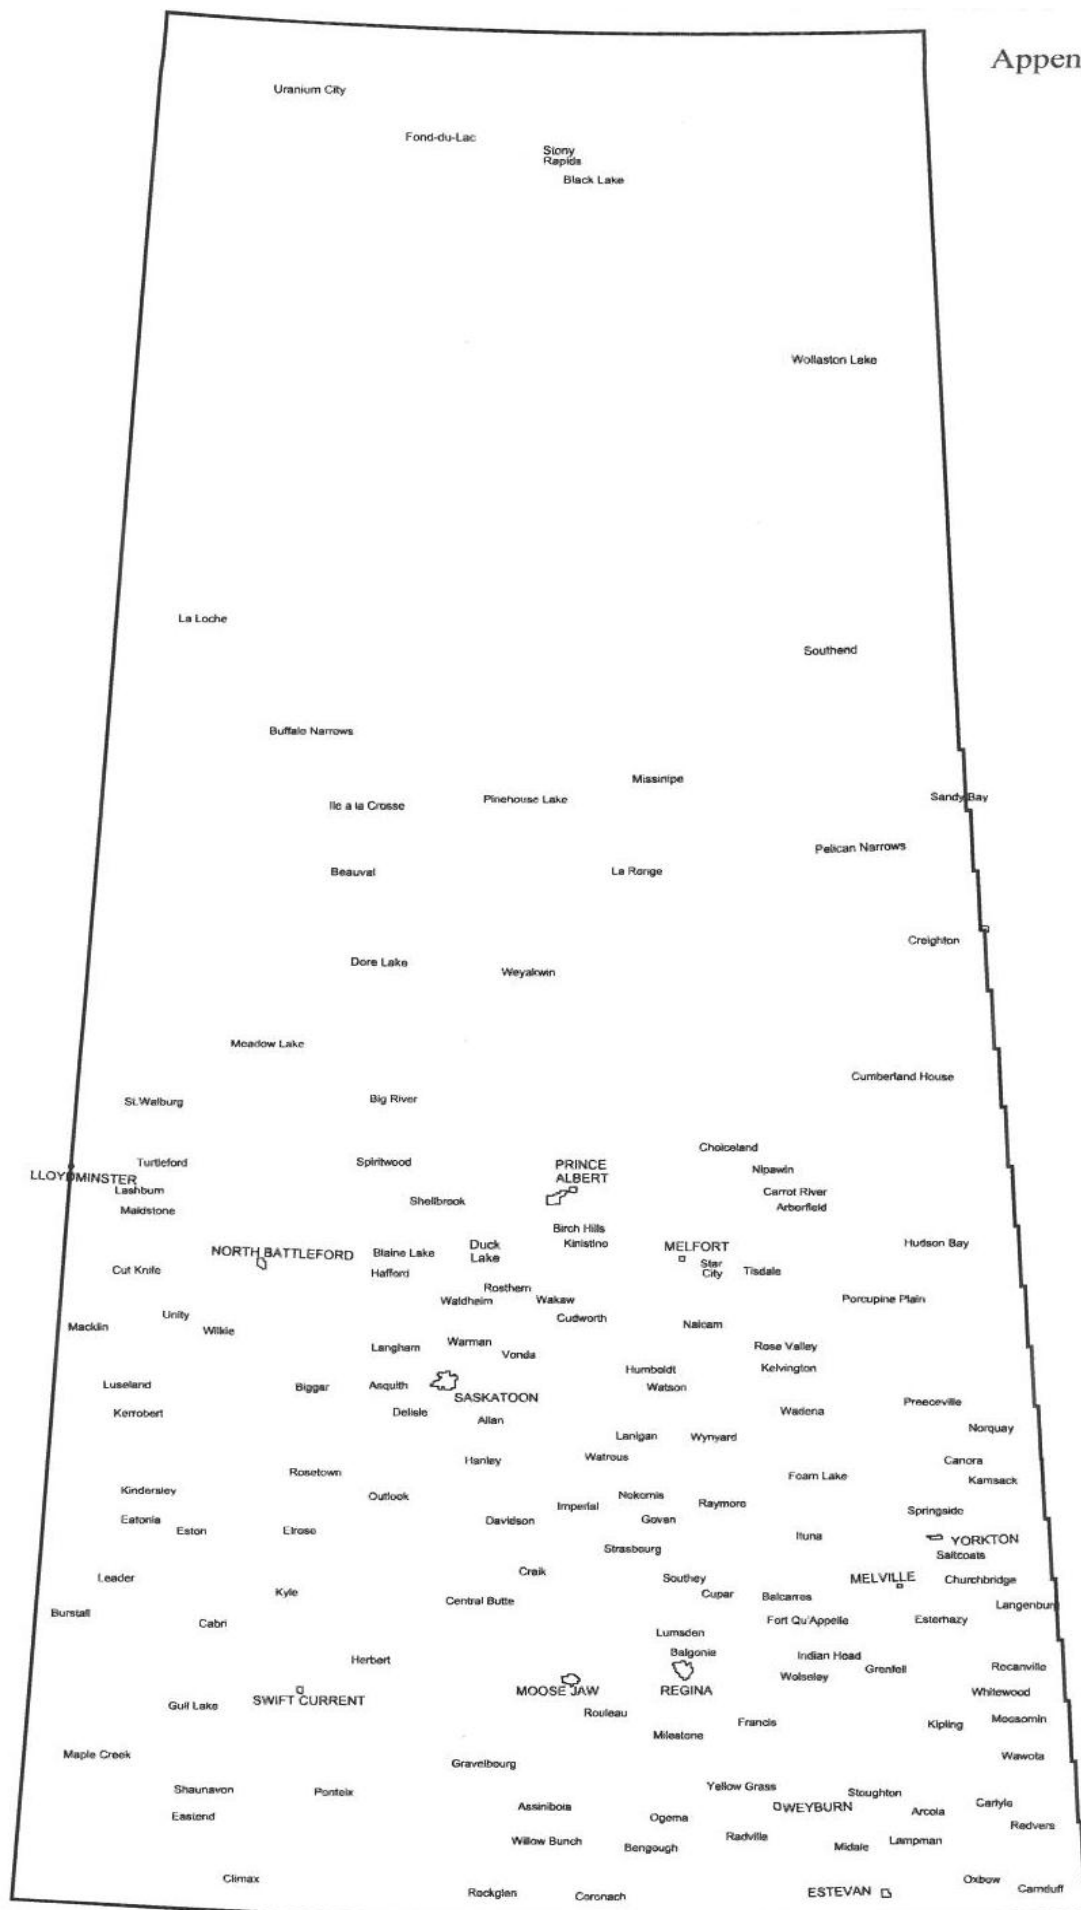 Appen
Uranium City
Fond-du-Lac
Stony
Rapids
Black Lake
Wollaston Lake
La Loche
Southend
Buffalo Narrows
Missinipe
Pinehouse Lake
Sandy Bay
Ile a la Crosse
Pelican Narrows
Beauval
La Ronge
Creighton
Dore Lake
Weyakwin
Meadow Lake
Cumberland House
St.Walburg
Big River
Choiceland
Turtleford
Spiritwood
PRINCE
ALBERT
Nipawin
LLOYDMINSTER
Lashburn
Carrot River
Shellbrook
Arborfield
Maidstone
Birch Hills
Kinistino
Duck
Lake
MELFORT
Hudson Bay
NORTH BATTLEFORD
Blaine Lake
Star
City
Cut Knife
Hafford
Tisdale
Rosthern
Waldheim
Wakaw
Porcupine Plain
Unity
Cudworth
Macklin
Wilkie
Naicam
Warman
Langham
Rose Valley
Vonda
Humboldt
Kelvington
Luseland
Biggar
Asquith
Watson
SASKATOON
Preeceville
Kerrobert
Delisle
Wadena
Allan
Norquay
Lanigan
Wynyard
Hanley
Watrous
Canora
Rosetown
Foam Lake
Kamsack
Kindersley
Outlook
Nokomis
Imperial
Raymore
Springside
Eatonia
Davidson
Govan
Eston
Elrose
Ituna
YORKTON
Strasbourg
Saltcoats
Leader
Craik
Southey
MELVILLE
Churchbridge
Kyle
Central Butte
Cupar
Balcarres
Langenburg
Burstall
Cabri
Fort Qu'Appelle
Esterhazy
Lumsden
Herbert
Balgonie
Indian Head
Grenfell
Rocanville
Wolseley
Gull Lake
SWIFT CURRENT
MOOSE JAW
REGINA
Whitewood
Rouleau
Francis
Kipling
Moosomin
Milestone
Maple Creek
Gravelbourg
Wawota
Shaunavon
Ponteix
Yellow Grass
Stoughton
Eastend
Assiniboia
WEYBURN
Arcola
Carlyle
Ogema
Redvers
Willow Bunch
Bengough
Radville
Midale
Lampman
Climax
Oxbow
Rockglen
Coronach
ESTEVAN
Carnduff